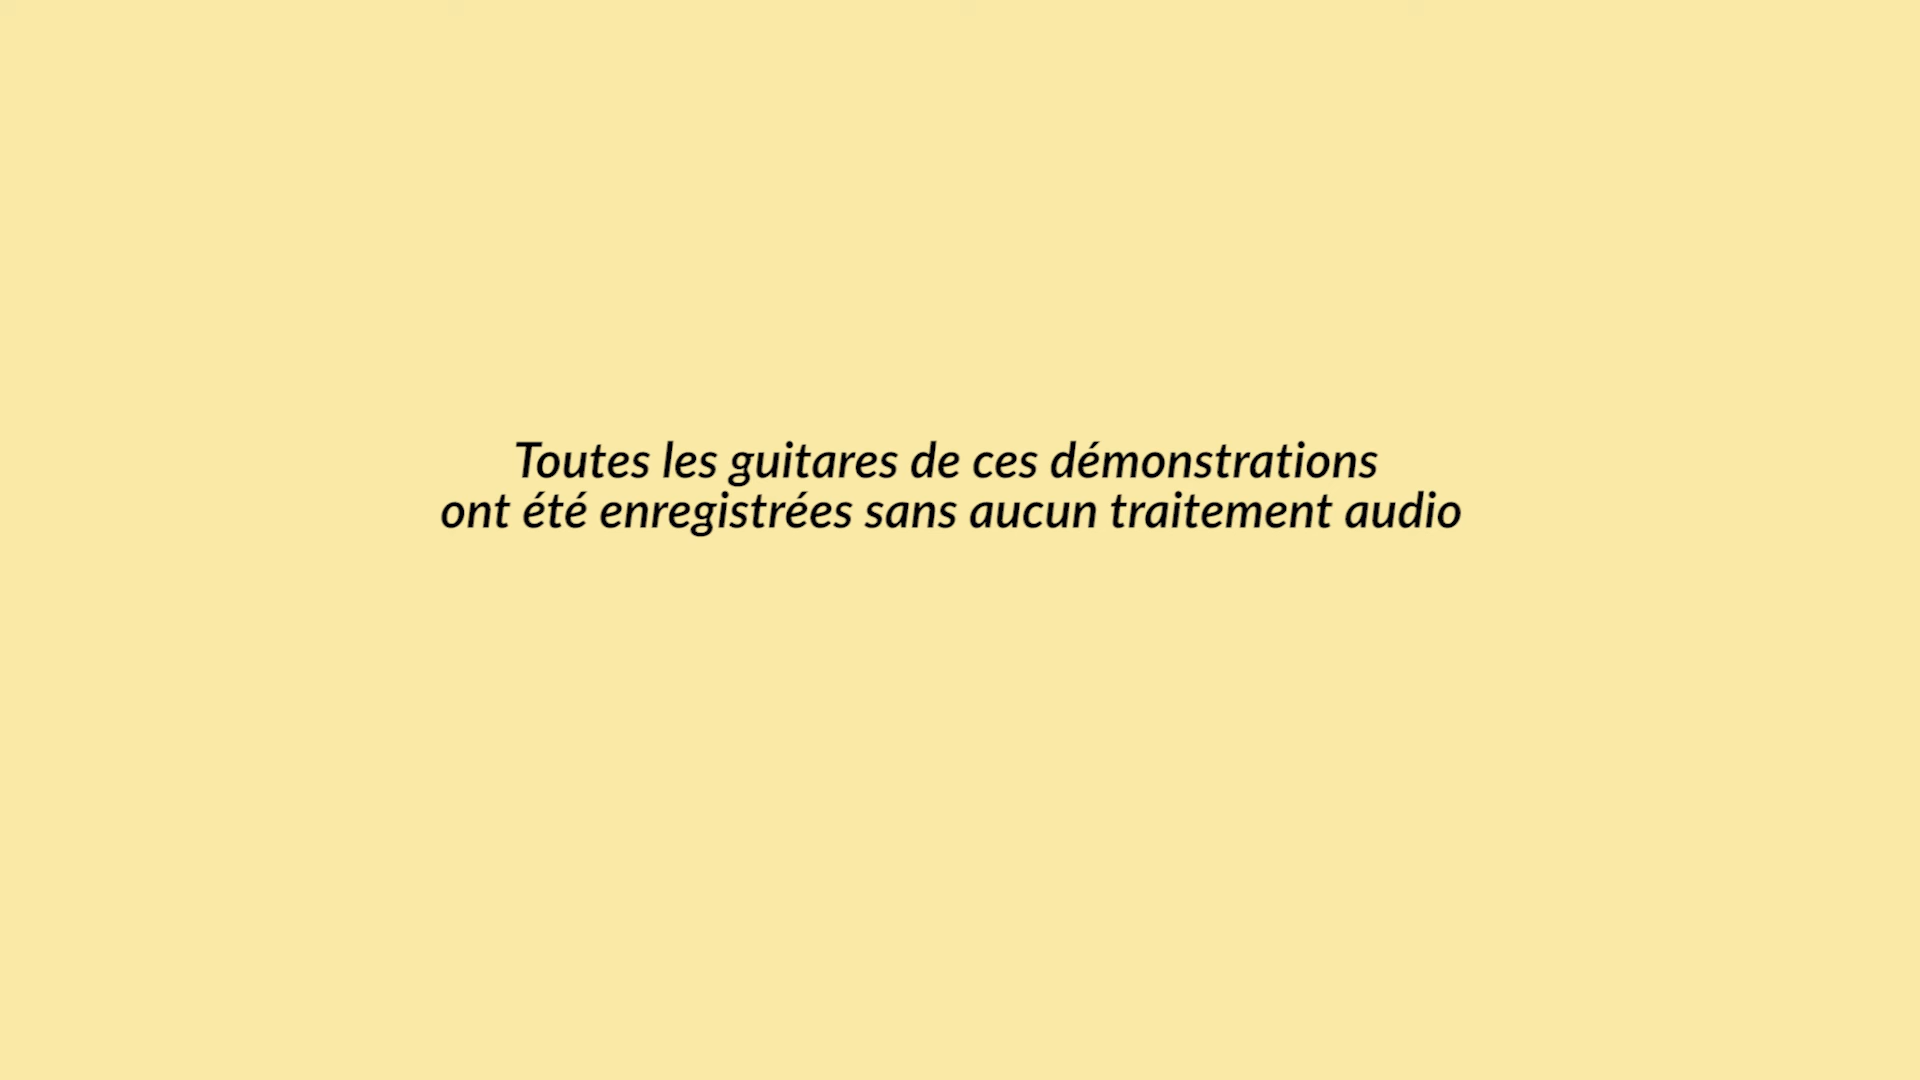 Toutes les guitares de ces démonstrations
ont été enregistrées sans aucun traitement audio